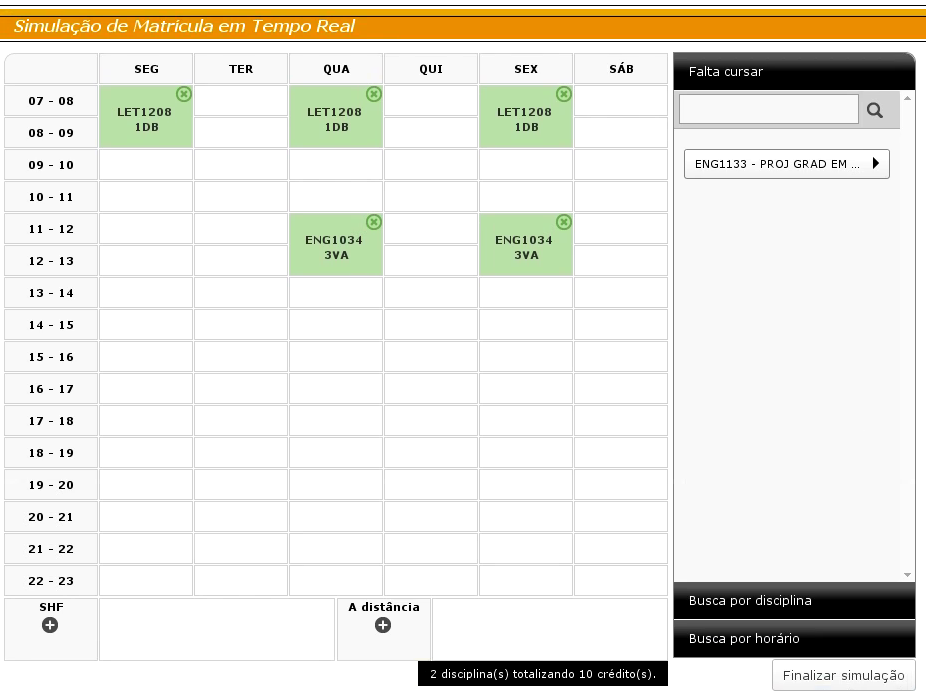 Simulação de Matrícula em Tempo Real
SEG TER QUA QUI SEX SÁB
07 - 08
LET1208
1DB
LET1208
1DB
LET1208
1DB
08 - 09
09 - 10
10 - 11
11 - 12
ENG1034
3VA
ENG1034
3VA
12 - 13
13 - 14
14 - 15
15 - 16
16 - 17
17 - 18
18 - 19
19 - 20
20 - 21
21 - 22
22 - 23
SHF
A distância
2 disciplina(s) totalizando 10 crédito(s).
Falta cursar
ENG1133 - PROJ GRAD EM ...
Busca por disciplina
Busca por horário
Finalizar simulação